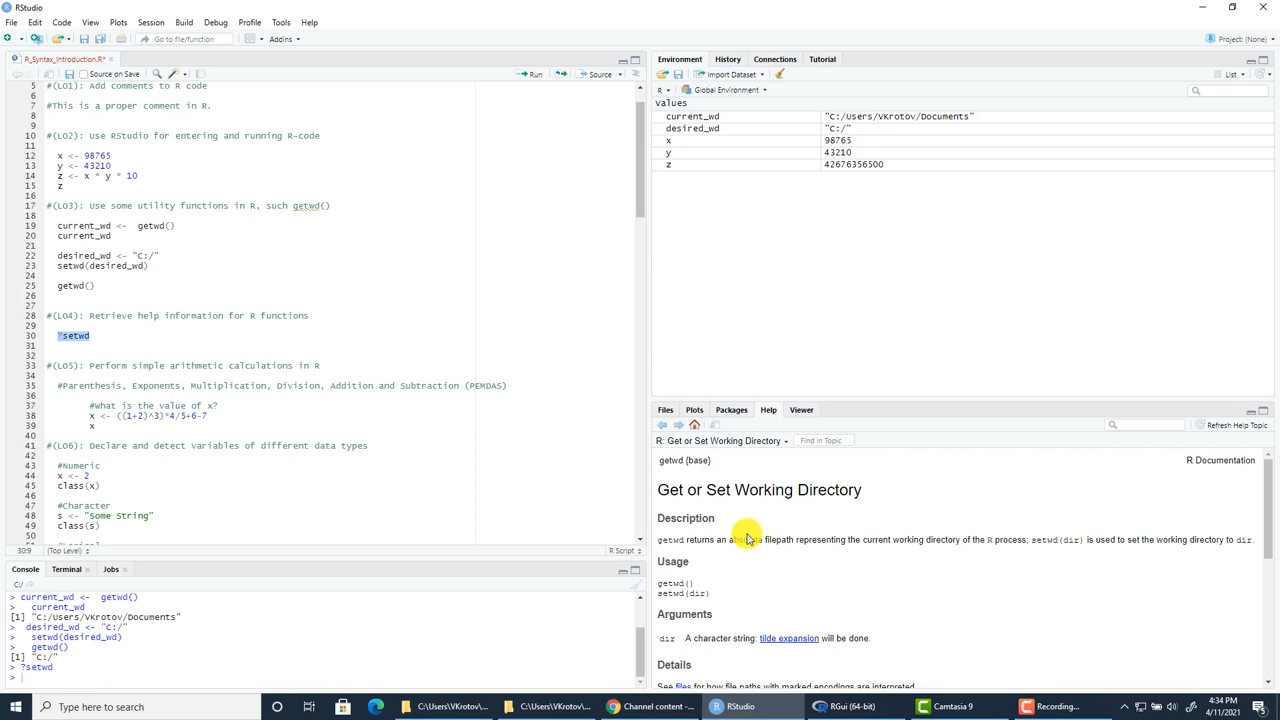 RStudio
File Edit Code View Plots Session Build Debug Profile Tools Help
Go to file/function Addins Project: (None)
R_Syntax_Introduction.R*
Source on Save Run Source
5 #(LO1): Add comments to R code
6
7 #This is a proper comment in R.
8
9
10 #(LO2): Use RStudio for entering and running R-code
11
12 x <- 98765
13 y <- 43210
14 z <- x * y * 10
15 z
16
17 #(LO3): Use some utility functions in R, such getwd()
18
19 current_wd <- getwd()
20 current_wd
21
22 desired_wd <- "C:/"
23 setwd(desired_wd)
24
25 getwd()
26
27
28 #(LO4): Retrieve help information for R functions
29
30 ?setwd
31
32
33 #(LO5): Perform simple arithmetic calculations in R
34
35 #Parenthesis, Exponents, Multiplication, Division, Addition and Subtraction (PEMDAS)
36
37 #What is the value of x?
38 x <- ((1+2)^3)*4/5+6-7
39 x
40
41 #(LO6): Declare and detect variables of different data types
42
43 #Numeric
44 x <- 2
45 class(x)
46
47 #Character
48 s <- "Some String"
49 class(s)
50
30:9 (Top Level) R Script
Console Terminal Jobs
C:/
> current_wd <- getwd()
> current_wd
[1] "C:/Users/VKrotov/Documents"
> desired_wd <- "C:/"
> setwd(desired_wd)
> getwd()
[1] "C:/"
> ?setwd
>
Environment History Connections Tutorial
Import Dataset List
R Global Environment
Values
current_wd "C:/Users/VKrotov/Documents"
desired_wd "C:/"
x 98765
y 43210
z 42676356500
Files Plots Packages Help Viewer
Refresh Help Topic
R: Get or Set Working Directory Find in Topic
getwd {base} R Documentation
Get or Set Working Directory
Description
getwd returns an absolute filepath representing the current working directory of the R process; setwd(dir) is used to set the working directory to dir.
Usage
getwd()
setwd(dir)
Arguments
dir A character string: tilde expansion will be done.
Details
See files for how file paths with marked encodings are interpreted.
Type here to search C:\Users\VKrotov\... C:\Users\VKrotov\... Channel content -... RStudio RGui (64-bit) Camtasia 9 Recording... 4:34 PM
4/11/2021